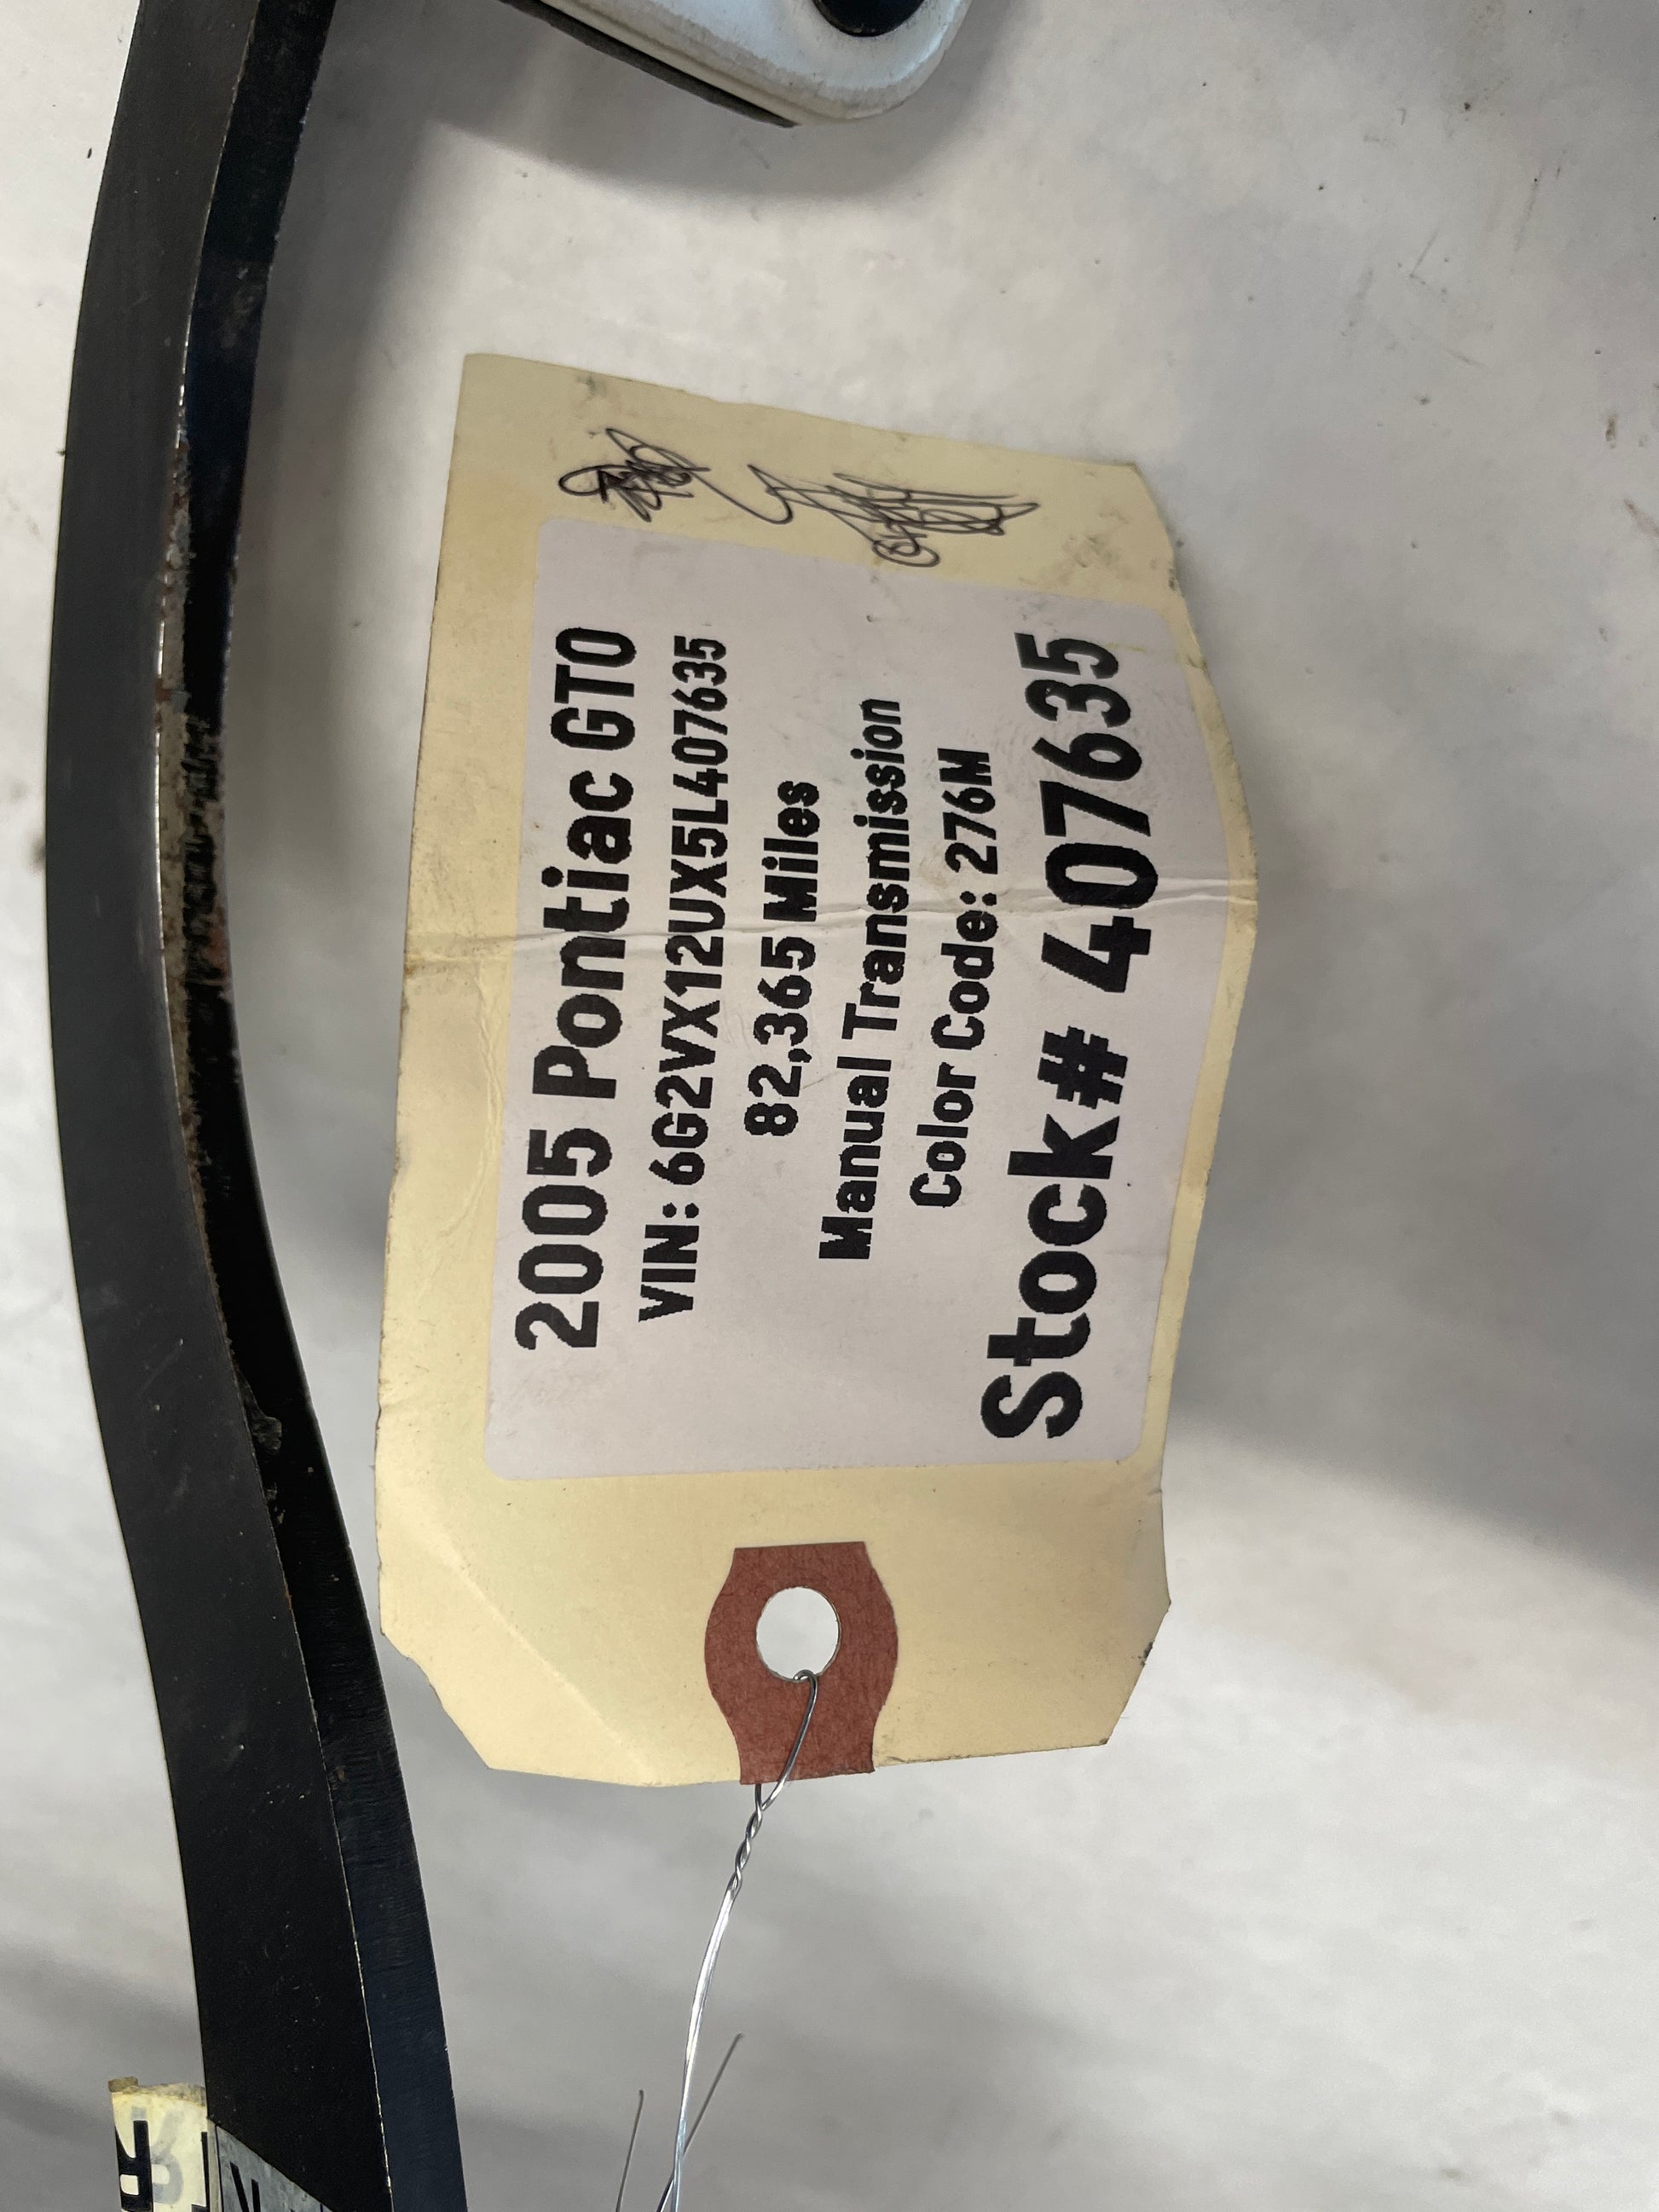 2005 Pontiac GTO
VIN: 6G2VX12UX5L407635
82,365 Miles
Manual Transmission
Color Code: 276M
Stock# 407635